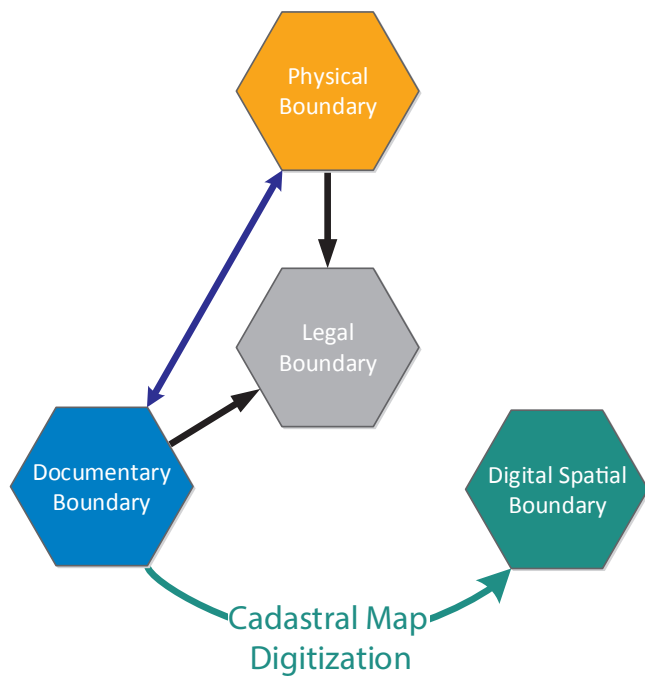 Physical
Boundary
Legal
Boundary
Documentary
Boundary
Digital Spatial
Boundary
Cadastral Map
Digitization